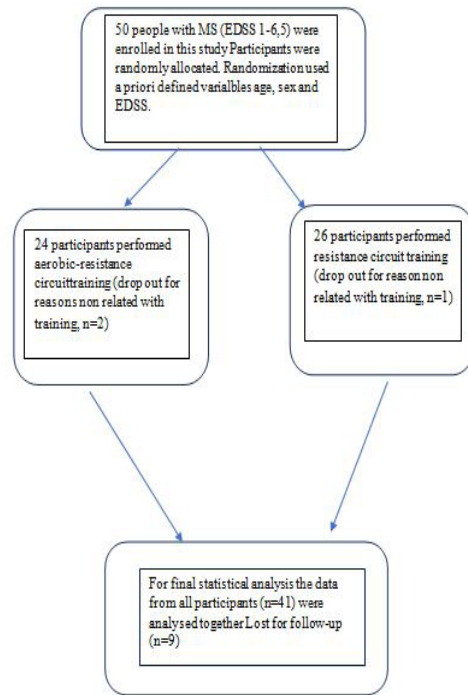 50 people with MS (EDSS 1-6,5) were
enrolled in this study Participants were
randomly allocated. Randomization used
a priori defined varialbles age, sex and
EDSS.
24 participants performed
aerobic-resistance
circuittraining (drop out for
reasons non related with
training, n=2)
26 participants performed
resistance circuit training
(drop out for reason non
related with training, n=1)
For final statistical analysis the data
from all participants (n=41) were
analysed together Lost for follow-up
(n=9)